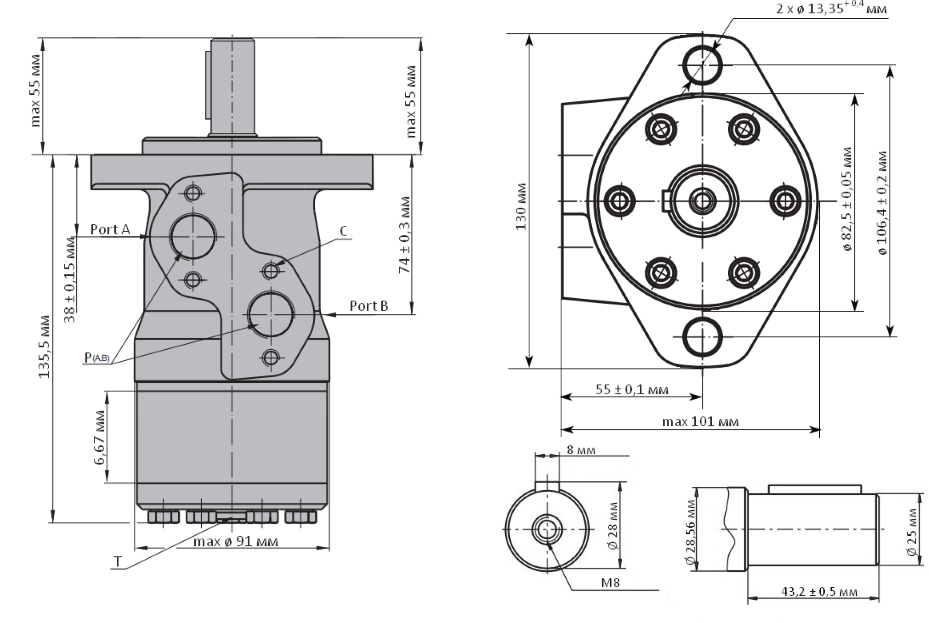 2 x ø 13,35⁺⁰·⁴ мм
max 55 мм
max 55 мм
Port A
C
38 ± 0,15 мм
74 ± 0,3 мм
Port B
P(A,B)
135,5 мм
6,67 мм
max ø 91 мм
T
130 мм
ø 82,5 ± 0,05 мм
ø 106,4 ± 0,2 мм
55 ± 0,1 мм
max 101 мм
8 мм
Ø 28 мм
M8
Ø 28,56 мм
Ø 25 мм
43,2 ± 0,5 мм